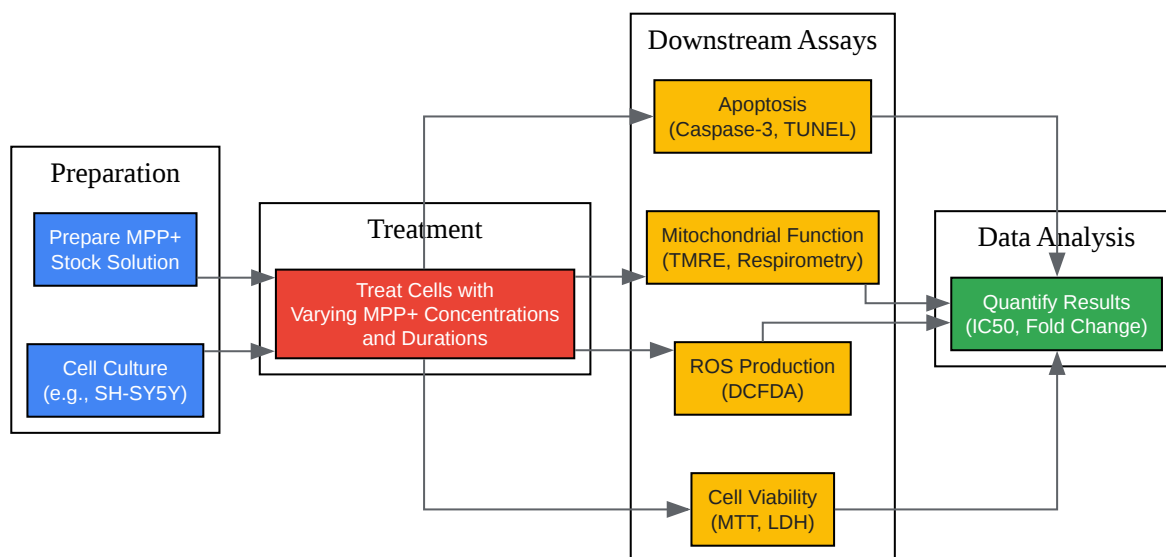 Preparation
Prepare MPP+
Stock Solution
Cell Culture
(e.g., SH-SY5Y)
Treatment
Treat Cells with
Varying MPP+ Concentrations
and Durations
Downstream Assays
Apoptosis
(Caspase-3, TUNEL)
Mitochondrial Function
(TMRE, Respirometry)
ROS Production
(DCFDA)
Cell Viability
(MTT, LDH)
Data Analysis
Quantify Results
(IC50, Fold Change)